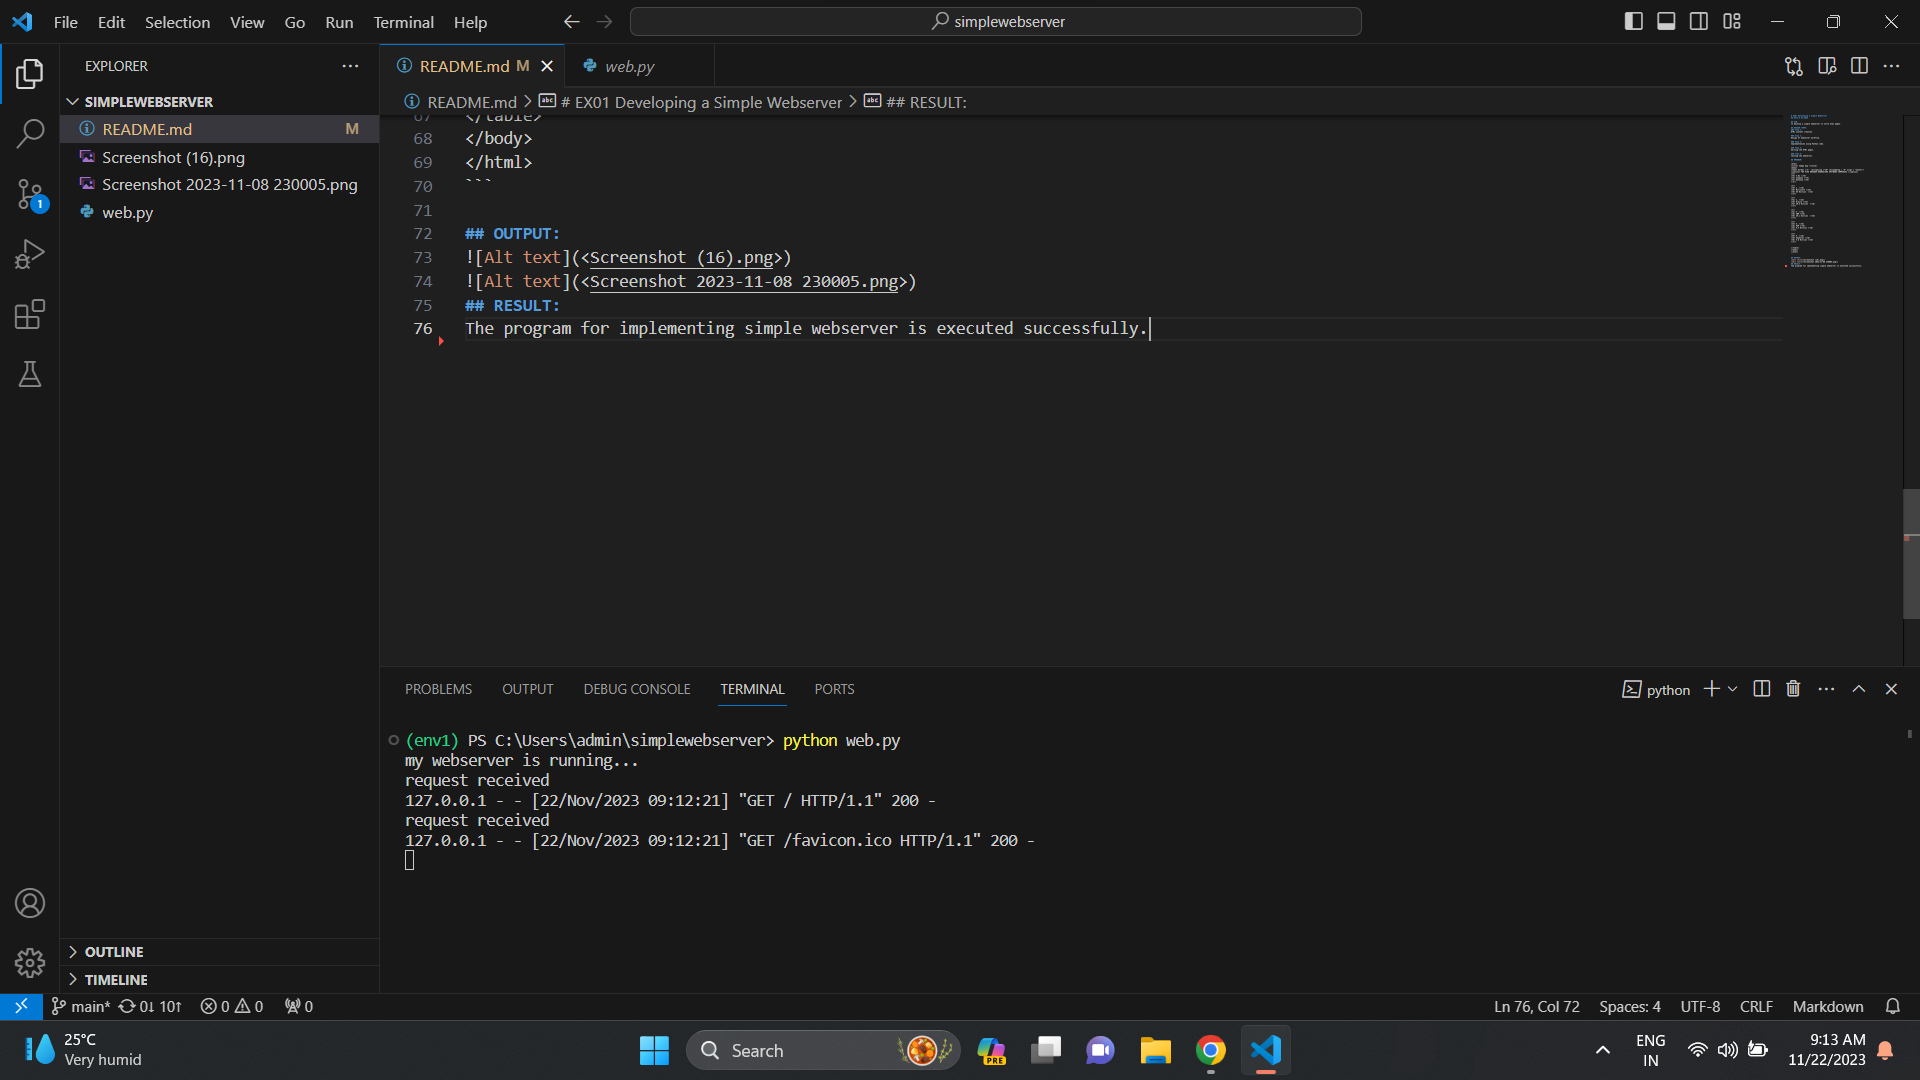 File Edit Selection View Go Run Terminal Help
simplewebserver
EXPLORER
SIMPLEWEBSERVER
README.md M
Screenshot (16).png
Screenshot 2023-11-08 230005.png
web.py
1
README.md M
web.py
README.md > # EX01 Developing a Simple Webserver > ## RESULT:
67 </table>
68 </body>
69 </html>
70 ```
71
72 ## OUTPUT:
73 ![Alt text](<Screenshot (16).png>)
74 ![Alt text](<Screenshot 2023-11-08 230005.png>)
75 ## RESULT:
76 The program for implementing simple webserver is executed successfully.
PROBLEMS OUTPUT DEBUG CONSOLE TERMINAL PORTS
python
(env1) PS C:\Users\admin\simplewebserver> python web.py
my webserver is running...
request received
127.0.0.1 - - [22/Nov/2023 09:12:21] "GET / HTTP/1.1" 200 -
request received
127.0.0.1 - - [22/Nov/2023 09:12:21] "GET /favicon.ico HTTP/1.1" 200 -
OUTLINE
TIMELINE
main* 0↓ 10↑ 0 0 0
Ln 76, Col 72 Spaces: 4 UTF-8 CRLF Markdown
25°C
Very humid
Search
PRE
ENG
IN
9:13 AM
11/22/2023